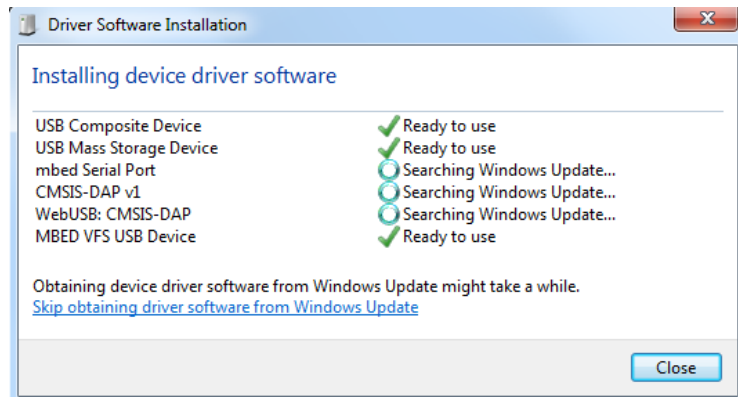 Driver Software Installation
Installing device driver software
USB Composite Device Ready to use
USB Mass Storage Device Ready to use
mbed Serial Port Searching Windows Update...
CMSIS-DAP v1 Searching Windows Update...
WebUSB: CMSIS-DAP Searching Windows Update...
MBED VFS USB Device Ready to use
Obtaining device driver software from Windows Update might take a while.
Skip obtaining driver software from Windows Update
Close